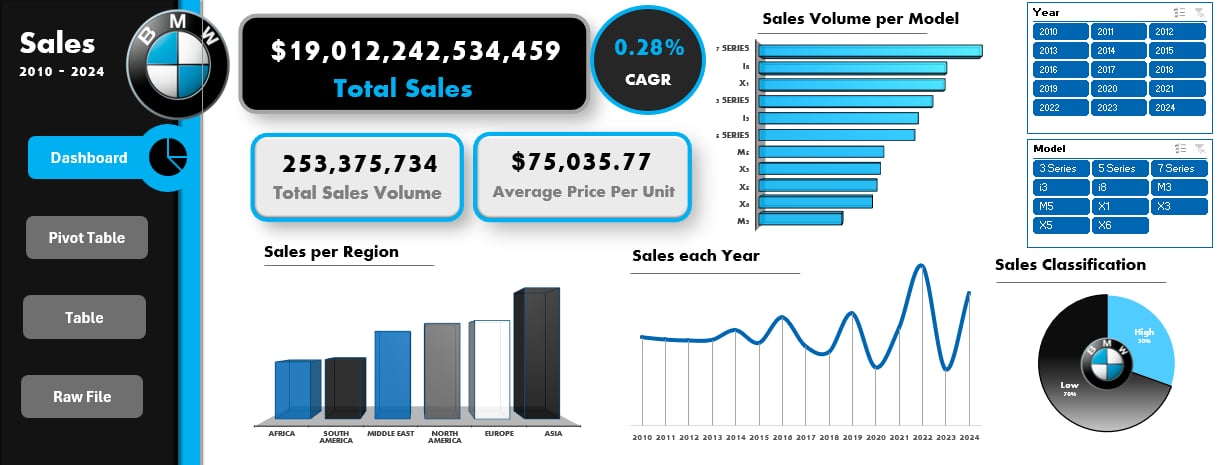 Sales
2010 - 2024
BMW
Dashboard
Pivot Table
Table
Raw File
$19,012,242,534,459
Total Sales
0.28%
CAGR
253,375,734
Total Sales Volume
$75,035.77
Average Price Per Unit
Sales Volume per Model
7 SERIES
I8
X1
3 SERIES
I3
5 SERIES
M5
X3
X5
X6
M3
Year
2010 2011 2012
2013 2014 2015
2016 2017 2018
2019 2020 2021
2022 2023 2024
Model
3 Series 5 Series 7 Series
i3 i8 M3
M5 X1 X3
X5 X6
Sales per Region
AFRICA SOUTH AMERICA MIDDLE EAST NORTH AMERICA EUROPE ASIA
Sales each Year
2010 2011 2012 2013 2014 2015 2016 2017 2018 2019 2020 2021 2022 2023 2024
Sales Classification
High
30%
BMW
Low
70%